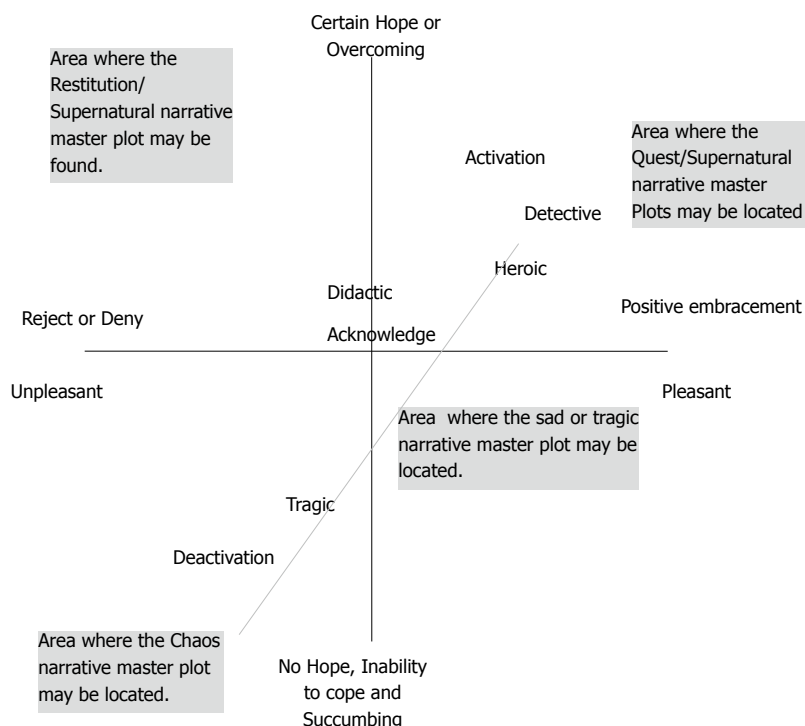 Certain Hope or
Overcoming
Area where the
Restitution/
Supernatural narrative
master plot may be
found.
Area where the
Quest/Supernatural
narrative master
Plots may be located
Activation
Detective
Heroic
Didactic
Acknowledge
Reject or Deny
Positive embracement
Unpleasant
Pleasant
Area where the sad or tragic
narrative master plot may be
located.
Tragic
Deactivation
Area where the Chaos
narrative master plot
may be located.
No Hope, Inability
to cope and
Succumbing